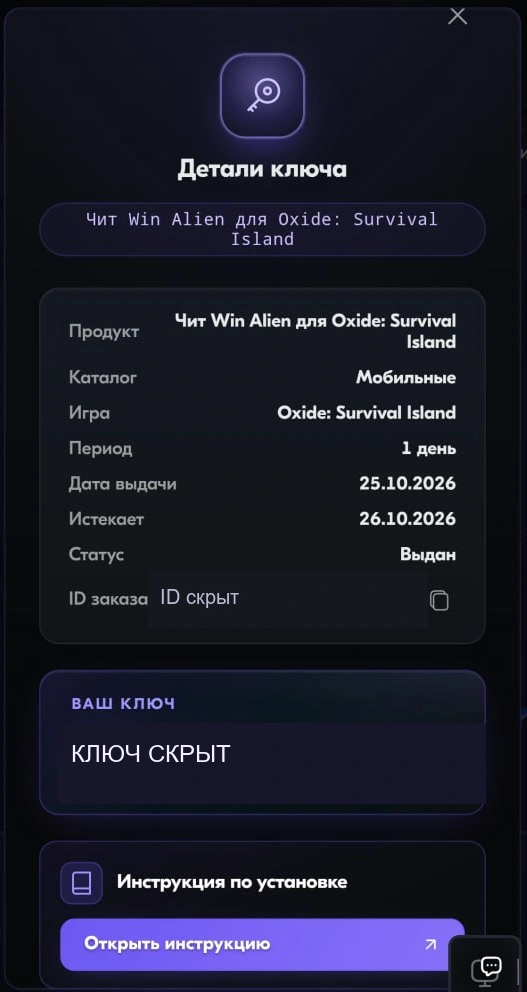 Детали ключа
Чит Win Alien для Oxide: Survival
Island
Продукт
Чит Win Alien для Oxide: Survival
Island
Каталог Мобильные
Игра Oxide: Survival Island
Период 1 день
Дата выдачи 25.10.2026
Истекает 26.10.2026
Статус Выдан
ID заказа ID скрыт
ВАШ КЛЮЧ
КЛЮЧ СКРЫТ
Инструкция по установке
Открыть инструкцию